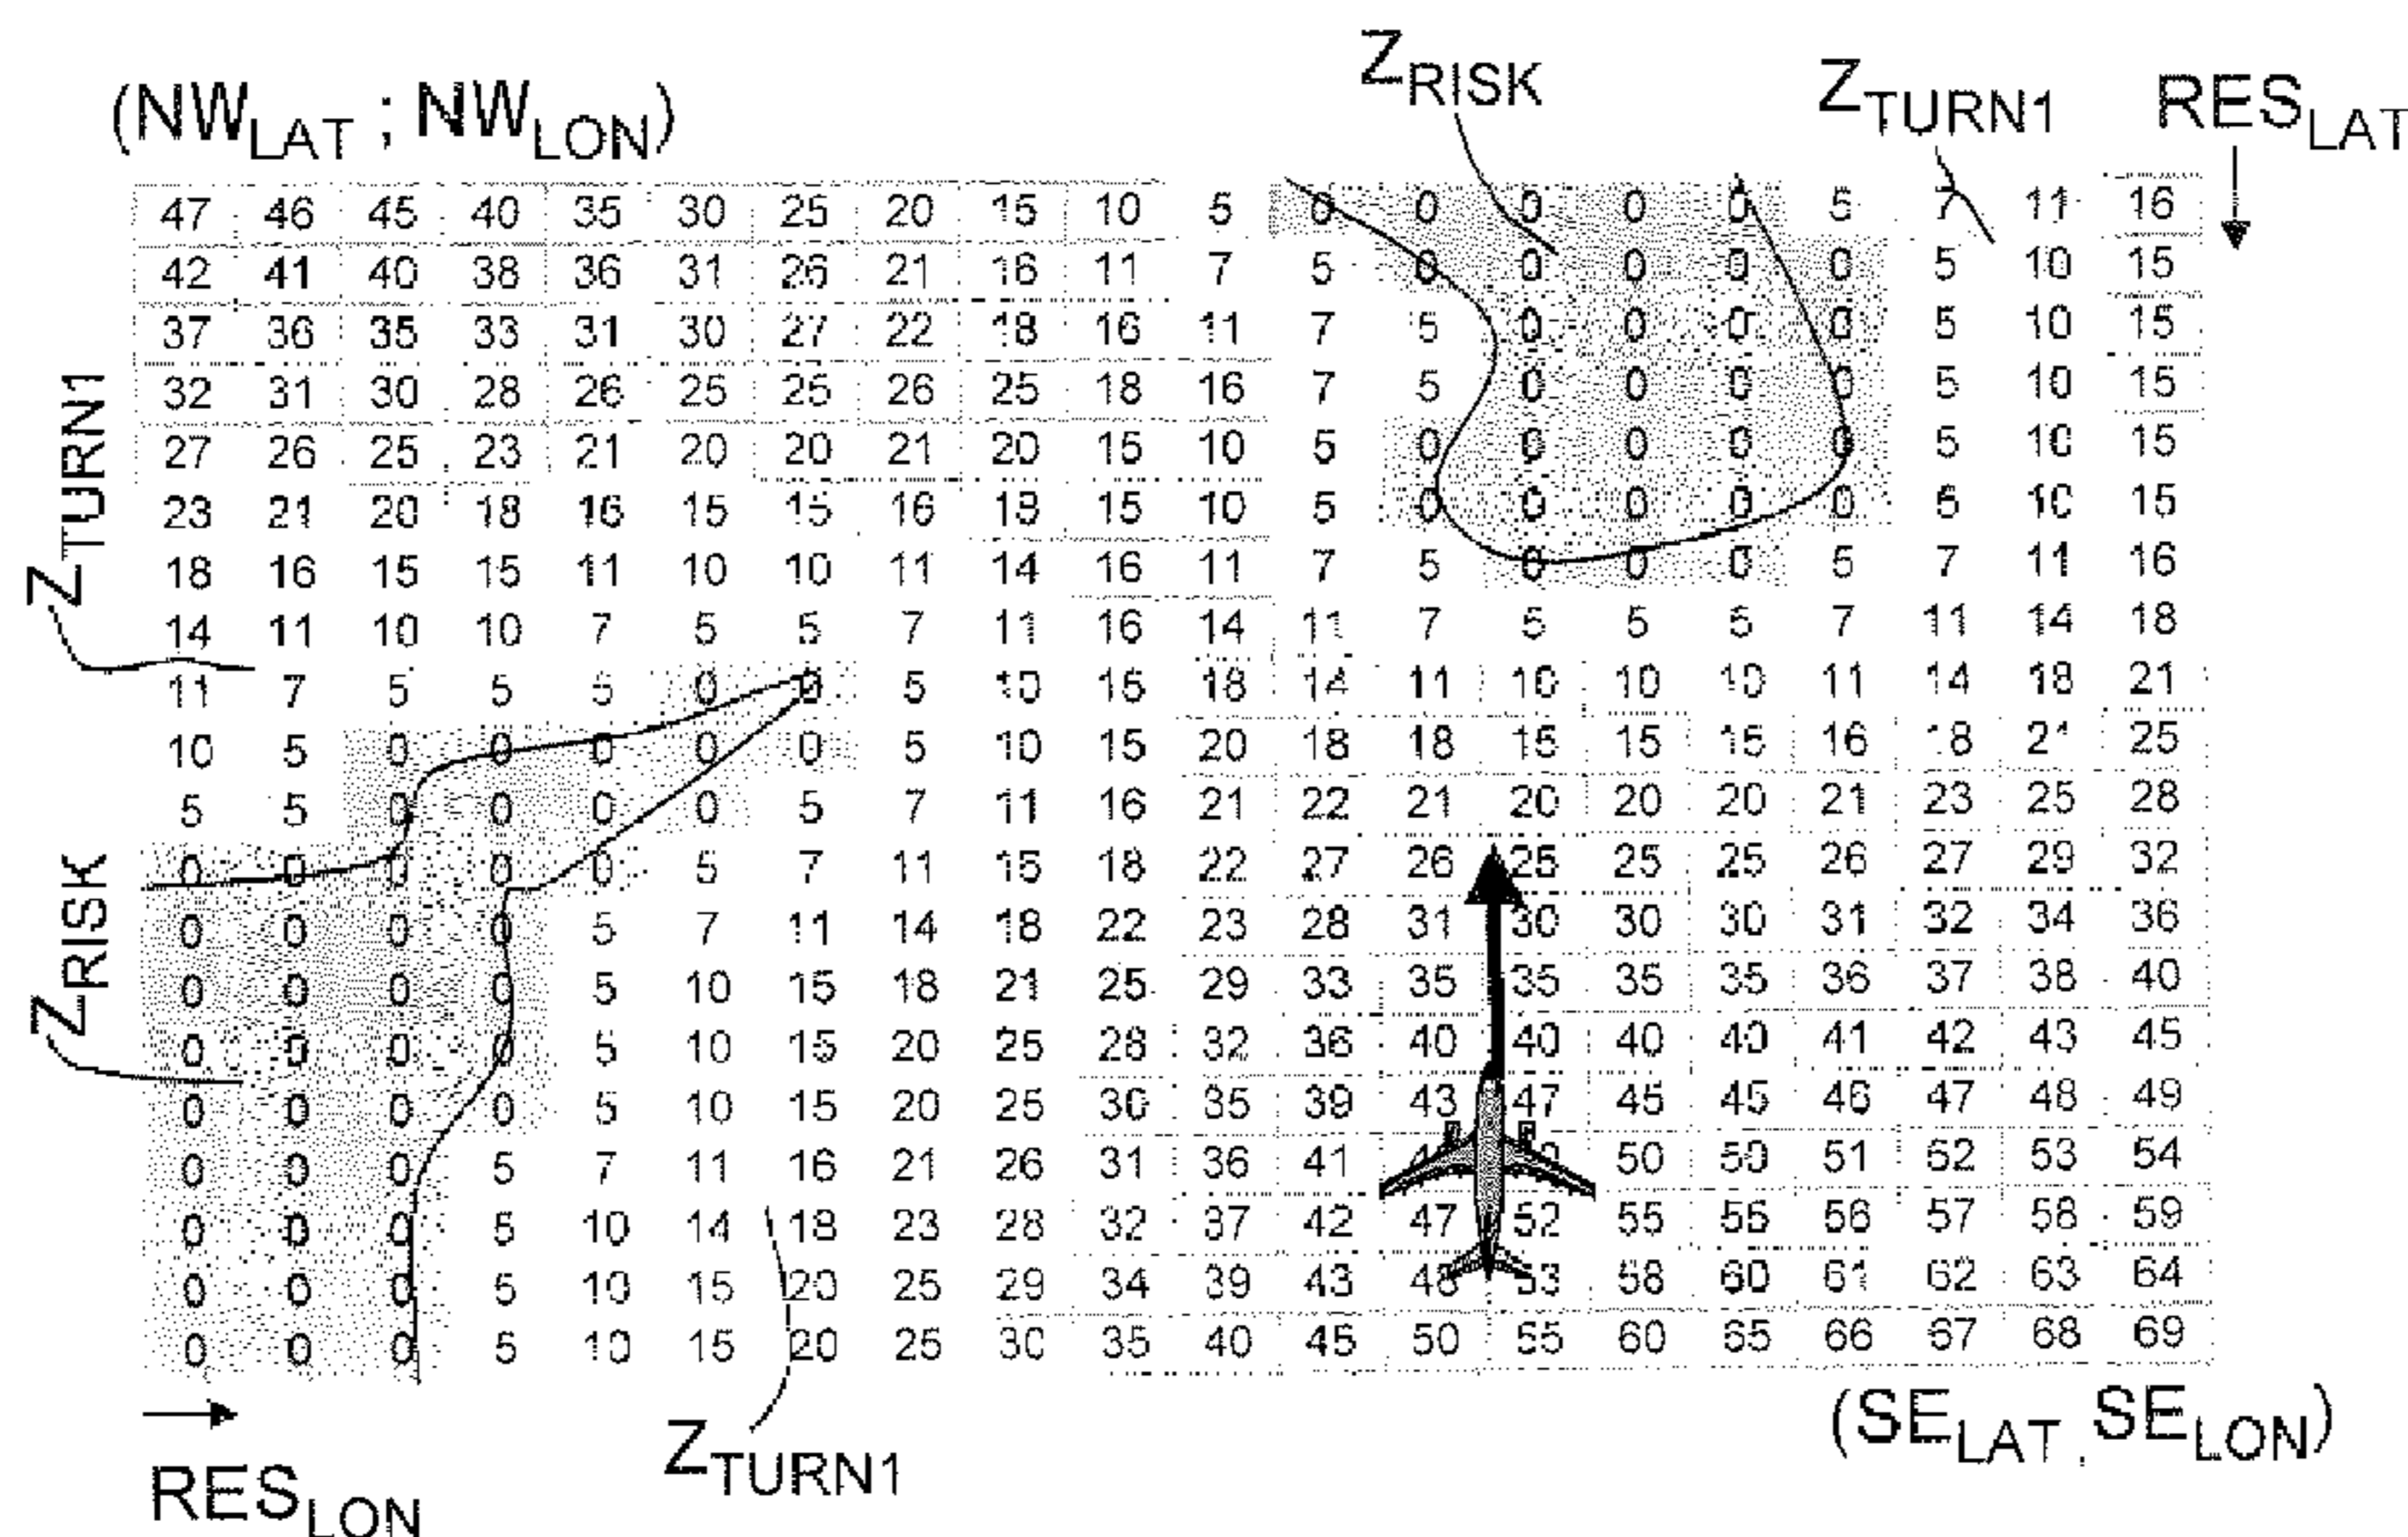 Z_RISK
(NW_LAT ; NW_LON) Z_TURN1 RES_LAT
47 46 45 40 35 30 25 20 15 10 5 0 0 0 0 0 5 7 11 16
42 41 40 38 36 31 26 21 16 11 7 5 0 0 0 0 0 5 10 15
37 36 35 33 31 30 27 22 18 16 11 7 5 0 0 0 0 5 10 15
32 31 30 28 26 25 25 26 25 18 16 7 5 0 0 0 0 5 10 15
27 26 25 23 21 20 20 21 20 15 10 5 0 0 0 0 0 5 10 15
23 21 20 18 16 15 15 16 19 15 10 5 0 0 0 0 0 5 10 15
18 16 15 15 11 10 10 11 14 16 11 7 5 0 0 0 5 7 11 16
14 11 10 10 7 5 5 7 11 16 14 11 7 5 5 5 7 11 14 18
11 7 5 5 5 0 0 5 10 15 18 14 11 10 10 10 11 14 18 21
10 5 0 0 0 0 0 5 10 15 20 18 18 15 15 15 16 18 21 25
5 5 0 0 0 0 5 7 11 16 21 22 21 20 20 20 21 23 25 28
0 0 0 0 0 5 7 11 15 18 22 27 26 25 25 25 26 27 29 32
0 0 0 0 5 7 11 14 18 22 23 28 31 30 30 30 31 32 34 36
0 0 0 0 5 10 15 18 21 25 29 33 35 35 35 35 36 37 38 40
0 0 0 0 5 10 15 20 25 28 32 36 40 40 40 40 41 42 43 45
0 0 0 0 5 10 15 20 25 30 35 39 43 47 45 45 46 47 48 49
0 0 0 5 7 11 16 21 26 31 36 41 50 50 51 52 53 54
0 0 0 5 10 14 18 23 28 32 37 42 47 52 55 55 56 57 58 59
0 0 0 5 10 15 20 25 29 34 39 43 48 53 58 60 61 62 63 64
0 0 0 5 10 15 20 25 30 35 40 45 50 55 60 65 66 67 68 69
Z_TURN1
Z_RISK
RES_LON
Z_TURN1
(SE_LAT, SE_LON)